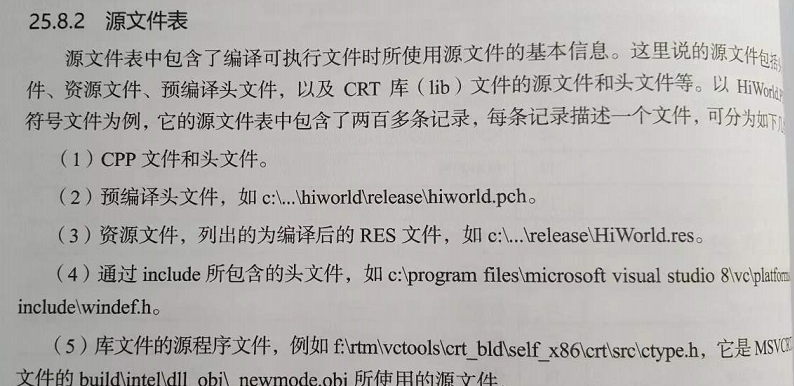 25.8.2 源文件表
源文件表中包含了编译可执行文件时所使用源文件的基本信息。这里说的源文件包括
件、资源文件、预编译头文件，以及 CRT 库（lib）文件的源文件和头文件等。以 HiWorld
符号文件为例，它的源文件表中包含了两百多条记录，每条记录描述一个文件，可分为如下
（1）CPP 文件和头文件。
（2）预编译头文件，如 c:\...\hiworld\release\hiworld.pch。
（3）资源文件，列出的为编译后的 RES 文件，如 c:\...\release\HiWorld.res。
（4）通过 include 所包含的头文件，如 c:\program files\microsoft visual studio 8\vc\platform
include\windef.h。
（5）库文件的源程序文件，例如 f:\rtm\vctools\crt_bld\self_x86\crt\src\ctype.h，它是 MSVCRT
文件的 build\intel\dll_obj\_newmode.obj 所使用的源文件。